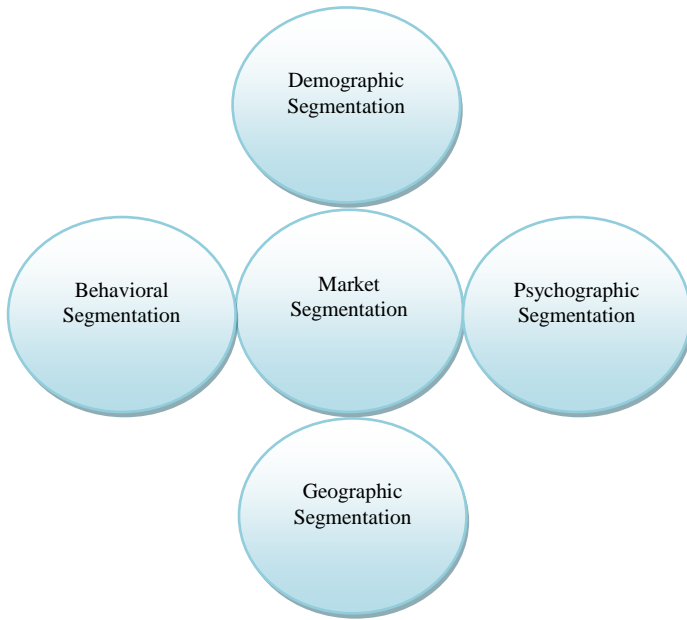 Demographic
Segmentation
Behavioral
Segmentation
Market
Segmentation
Psychographic
Segmentation
Geographic
Segmentation